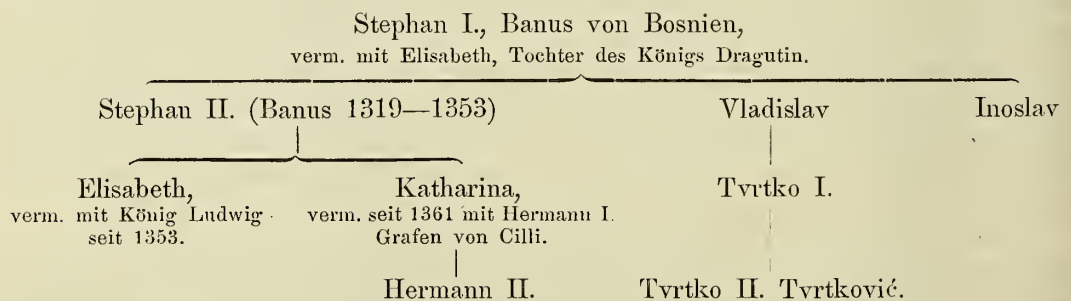 Stephan I., Banus von Bosnien,
verm. mit Elisabeth, Tochter des Königs Dragutin.
Stephan II. (Banus 1319—1353) Vladislav Inoslav
Elisabeth, Katharina, Tvrtko I.
verm. mit König Ludwig verm. seit 1361 mit Hermann I.
seit 1353. Grafen von Cilli.
Hermann II. Tvrtko II. Tvrtković.